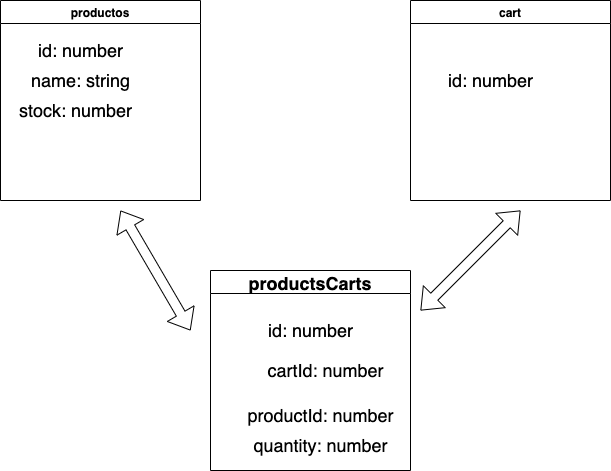 productos
id: number
name: string
stock: number
cart
id: number
productsCarts
id: number
cartId: number
productId: number
quantity: number